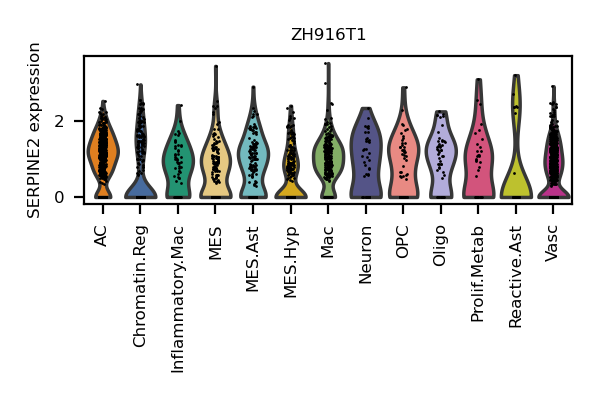 ZH916T1
SERPINE2 expression
2
0
AC
Chromatin.Reg
Inflammatory.Mac
MES
MES.Ast
MES.Hyp
Mac
Neuron
OPC
Oligo
Prolif.Metab
Reactive.Ast
Vasc